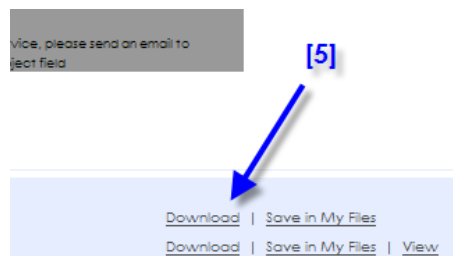 vice, please send an email to
ject field
[5]
Download | Save in My Files
Download | Save in My Files | View